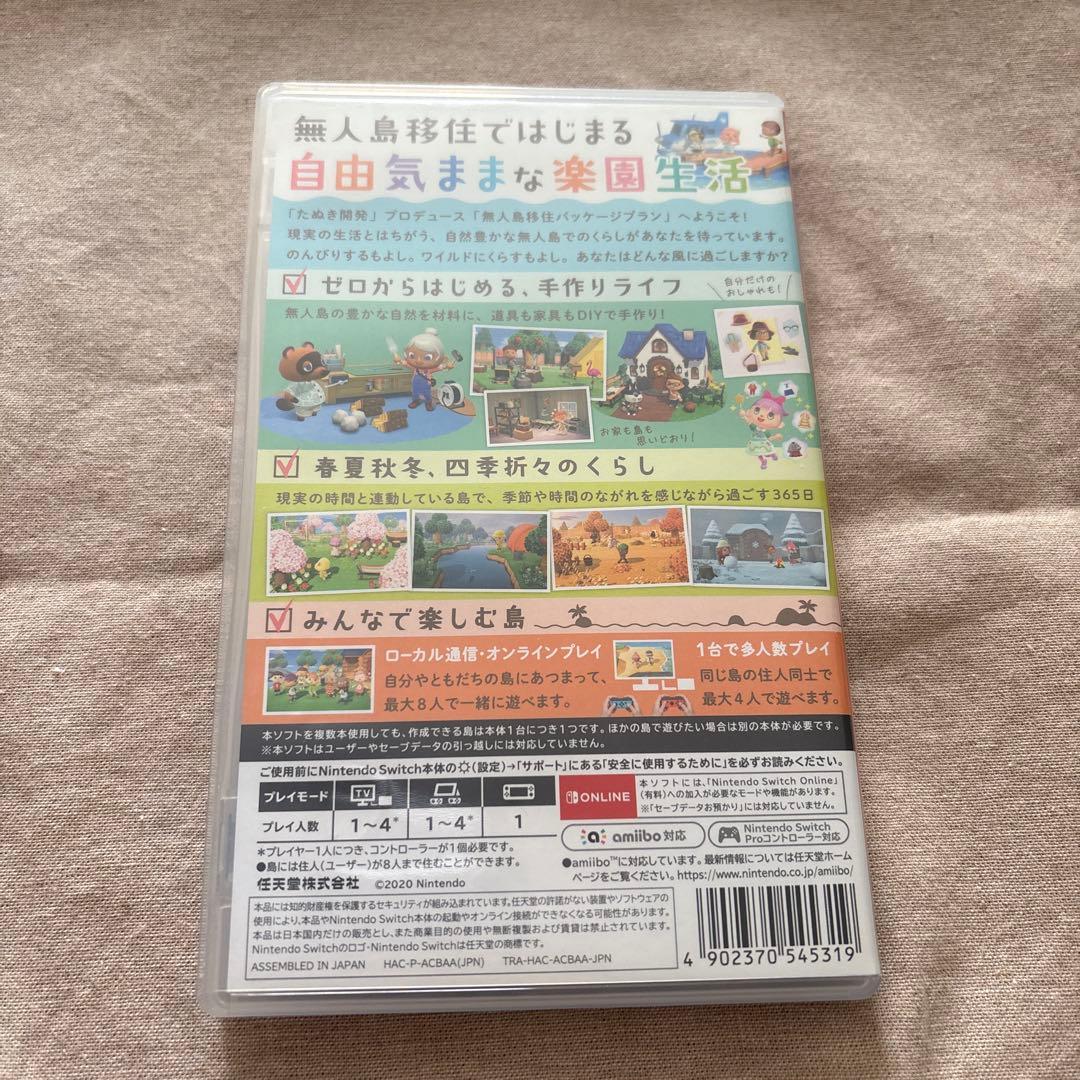 無人島移住ではじまる
自由気ままな楽園生活
「たぬき開発」プロデュース「無人島移住パッケージプラン」へようこそ!
現実の生活とはちがう、自然豊かな無人島でのくらしがあなたを待っています。
のんびりするもよし。ワイルドにくらすもよし。あなたはどんな風に過ごしますか?
ゼロからはじめる、手作りライフ
自分だけの
おしゃれも!
無人島の豊かな自然を材料に、道具も家具もDIYで手作り!
お家も島も
思いどおり!
春夏秋冬、四季折々のくらし
現実の時間と連動している島で、季節や時間のながれを感じながら過ごす365日
みんなで楽しむ島
ローカル通信・オンラインプレイ
自分やともだちの島にあつまって、
最大8人で一緒に遊べます。
1台で多人数プレイ
同じ島の住人同士で
最大4人で遊べます。
本ソフトを複数本使用しても、作成できる島は本体1台につき1つです。ほかの島で遊びたい場合は別の本体が必要です。
※本ソフトはユーザーやセーブデータの引っ越しには対応していません。
ご使用前にNintendo Switch本体の(設定)→「サポート」にある「安全に使用するために」を必ずお読みください。
プレイモード
TV
プレイ人数
1～4*
1～4*
1
ONLINE
本ソフトには、「Nintendo Switch Online」
(有料)への加入が必要なモードや機能があります。
※「セーブデータお預かり」には対応していません。
amiibo 対応
Nintendo Switch
Proコントローラー対応
*プレイヤー1人につき、コントローラーが1個必要です。
●島には住人(ユーザー)が8人まで住むことができます。
●amiibo™に対応しています。最新情報については任天堂ホーム
ページをご覧ください。https://www.nintendo.co.jp/amiibo/
任天堂株式会社 ©2020 Nintendo
本品には知的財産権を保護するセキュリティが組み込まれています。任天堂の許諾がない装置やソフトウェアの
使用により、本品やNintendo Switch本体の起動やオンライン接続ができなくなる可能性があります。
本品は日本国内だけの販売とし、また商業目的の使用や無断複製および賃貸は禁止されています。
Nintendo Switchのロゴ・Nintendo Switchは任天堂の商標です。
ASSEMBLED IN JAPAN HAC-P-ACBAA(JPN) TRA-HAC-ACBAA-JPN
4 902370 545319